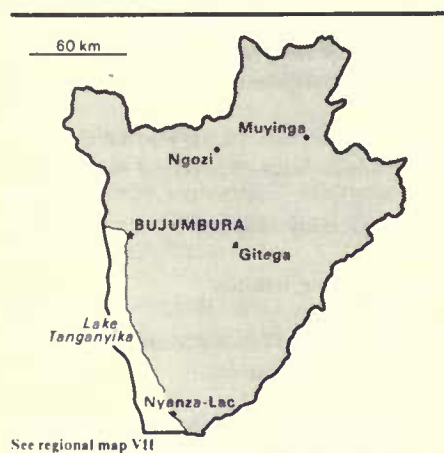 60 km
Muyinga
Ngozi
BUJUMBURA
Gitega
Lake
Tanganyika
Nyanza-Lac
See regional map VII